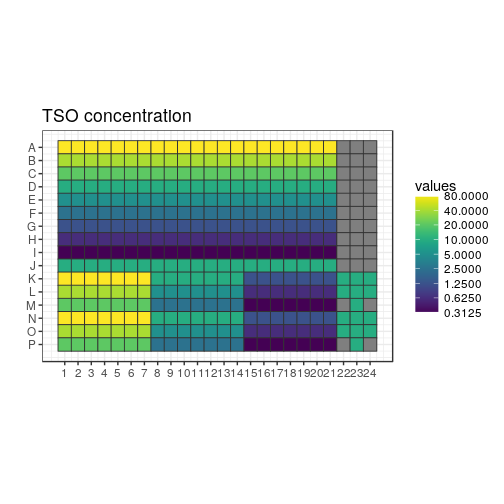 TSO concentration
A
B
C
D
E
F
G
H
I
J
K
L
M
N
O
P
1 2 3 4 5 6 7 8 9 10 11 12 13 14 15 16 17 18 19 20 21 22 23 24
values
80.0000
40.0000
20.0000
10.0000
5.0000
2.5000
1.2500
0.6250
0.3125